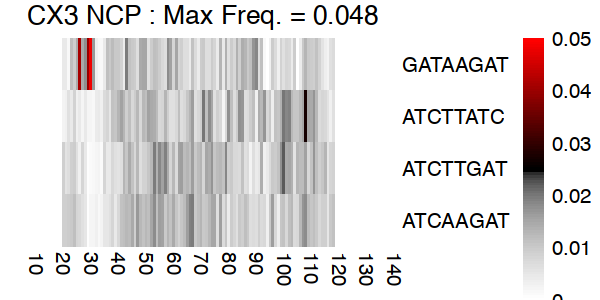 CX3 NCP : Max Freq. = 0.048
GATAAGAT
ATCTTATC
ATCTTGAT
ATCAAGAT
0.05
0.04
0.03
0.02
0.01
0
10 20 30 40 50 60 70 80 90 100 110 120 130 140